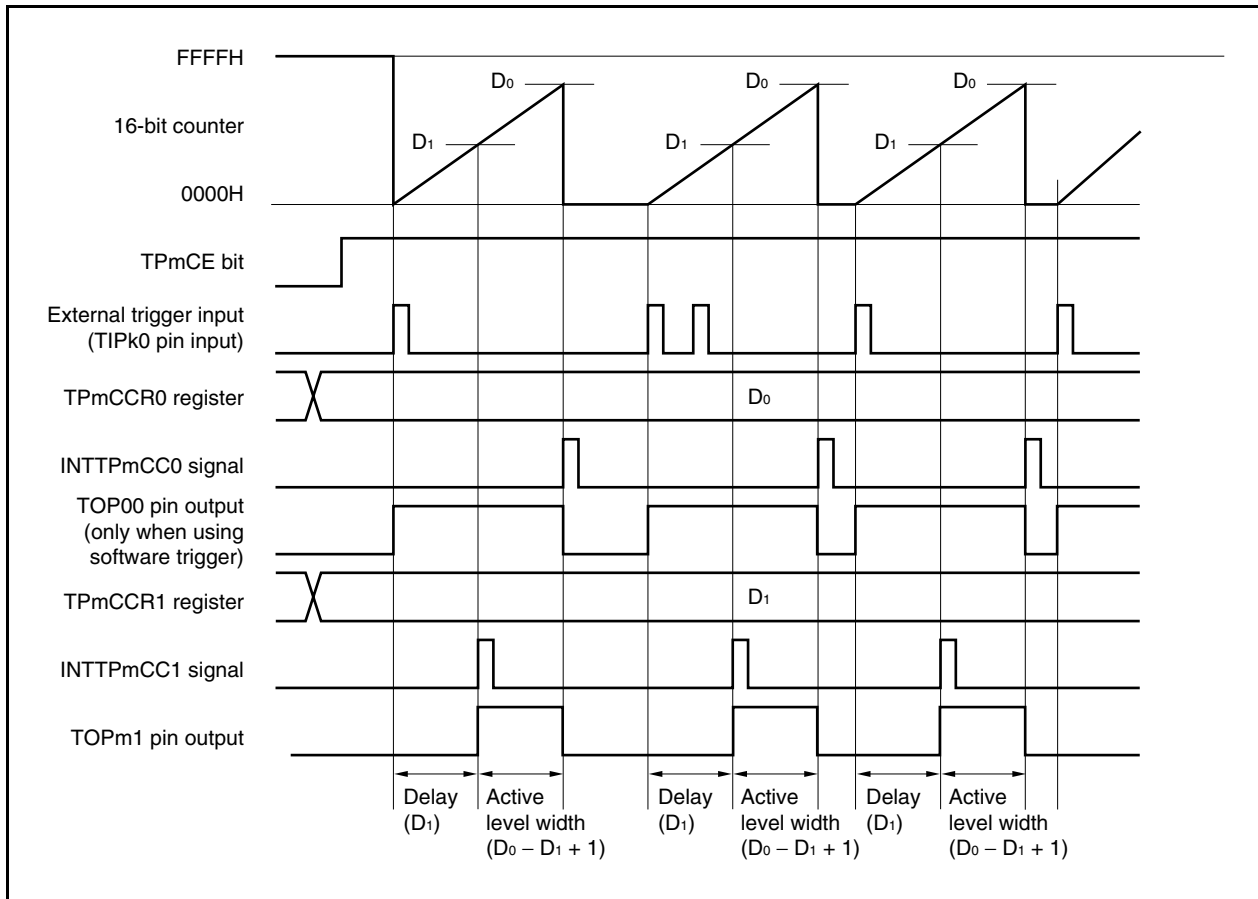 FFFFH
D₀
D₀
D₀
16-bit counter
D₁
D₁
D₁
0000H
TPmCE bit
External trigger input
(TIPk0 pin input)
TPmCCR0 register
D₀
INTTPmCC0 signal
TOP00 pin output
(only when using
software trigger)
TPmCCR1 register
D₁
INTTPmCC1 signal
TOPm1 pin output
Delay
(D₁)
Active
level width
(D₀ − D₁ + 1)
Delay
(D₁)
Active
level width
(D₀ − D₁ + 1)
Delay
(D₁)
Active
level width
(D₀ − D₁ + 1)